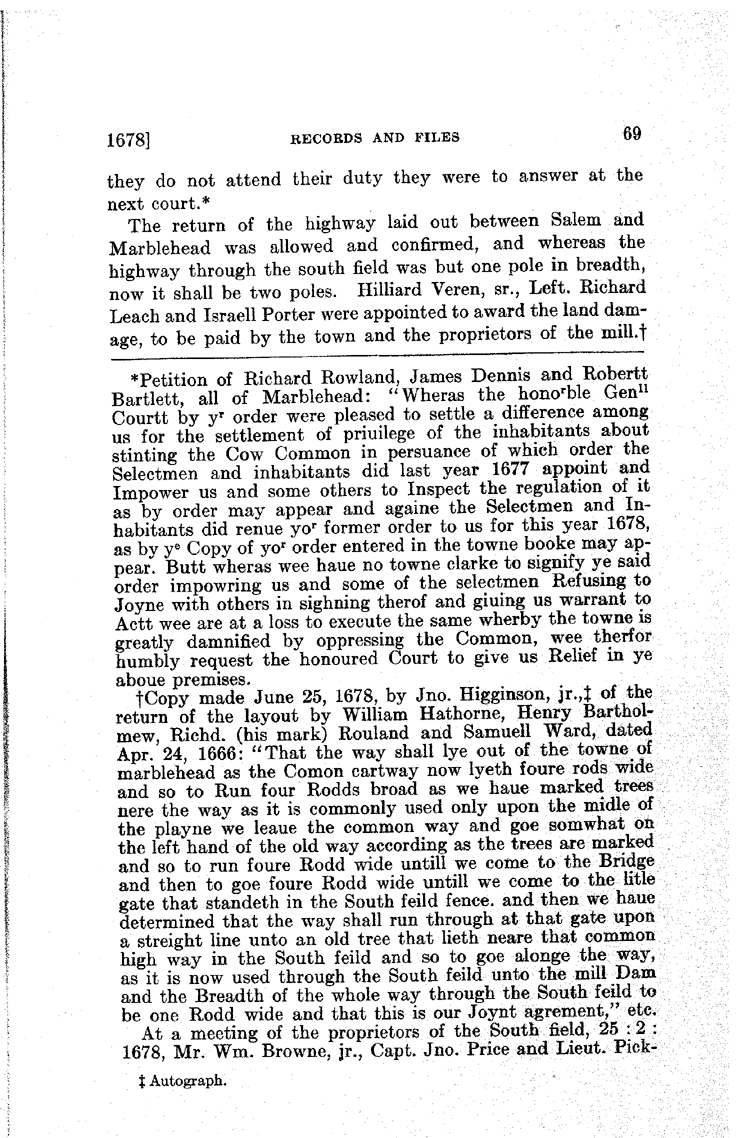 1678] RECORDS AND FILES 69
they do not attend their duty they were to answer at the
next court.*
The return of the highway laid out between Salem and
Marblehead was allowed and confirmed, and whereas the
highway through the south field was but one pole in breadth,
now it shall be two poles. Hilliard Veren, sr., Left. Richard
Leach and Israell Porter were appointed to award the land dam-
age, to be paid by the town and the proprietors of the mill.†
*Petition of Richard Rowland, James Dennis and Robertt
Bartlett, all of Marblehead: "Wheras the honoʳble Genˡˡ
Courtt by yʳ order were pleased to settle a difference among
us for the settlement of priuilege of the inhabitants about
stinting the Cow Common in persuance of which order the
Selectmen and inhabitants did last year 1677 appoint and
Impower us and some others to Inspect the regulation of it
as by order may appear and againe the Selectmen and In-
habitants did renue yoʳ former order to us for this year 1678,
as by yᵉ Copy of yoʳ order entered in the towne booke may ap-
pear. Butt wheras wee haue no towne clarke to signify ye said
order impowring us and some of the selectmen Refusing to
Joyne with others in sighning therof and giuing us warrant to
Actt wee are at a loss to execute the same wherby the towne is
greatly damnified by oppressing the Common, wee therfor
humbly request the honoured Court to give us Relief in ye
aboue premises.
†Copy made June 25, 1678, by Jno. Higginson, jr.,‡ of the
return of the layout by William Hathorne, Henry Barthol-
mew, Richd. (his mark) Rouland and Samuell Ward, dated
Apr. 24, 1666: "That the way shall lye out of the towne of
marblehead as the Comon cartway now lyeth foure rods wide
and so to Run four Rodds broad as we haue marked trees
nere the way as it is commonly used only upon the midle of
the playne we leaue the common way and goe somwhat on
the left hand of the old way according as the trees are marked
and so to run foure Rodd wide untill we come to the Bridge
and then to goe foure Rodd wide untill we come to the litle
gate that standeth in the South feild fence. and then we haue
determined that the way shall run through at that gate upon
a streight line unto an old tree that lieth neare that common
high way in the South feild and so to goe alonge the way,
as it is now used through the South feild unto the mill Dam
and the Breadth of the whole way through the South feild to
be one Rodd wide and that this is our Joynt agrement," etc.
At a meeting of the proprietors of the South field, 25 : 2 :
1678, Mr. Wm. Browne, jr., Capt. Jno. Price and Lieut. Pick-
‡ Autograph.